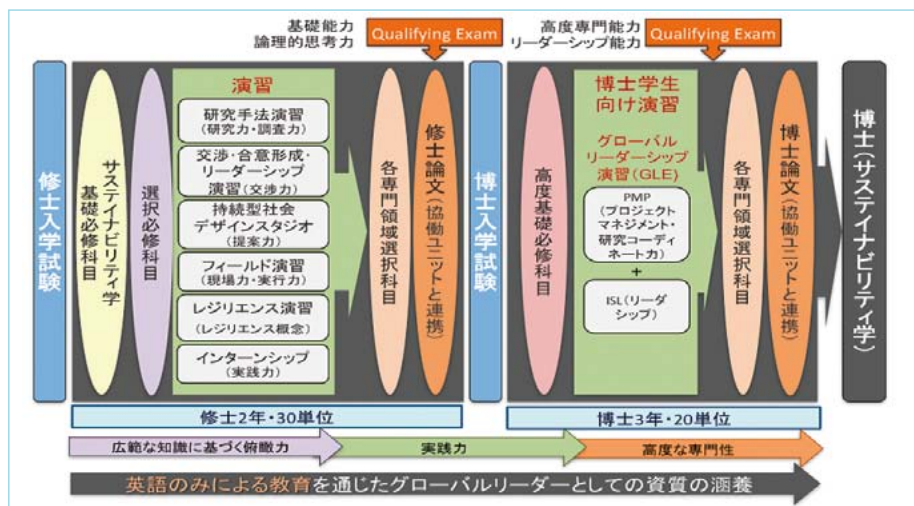 基礎能力
論理的思考力
Qualifying Exam
高度専門能力
リーダーシップ能力
Qualifying Exam
修士入学試験
サステイナビリティ学
基礎必修科目
選択必修科目
演習
研究手法演習
(研究力・調査力)
交渉・合意形成・
リーダーシップ
演習(交渉力)
持続型社会
デザインスタジオ
(提案力)
フィールド演習
(現場力・実行力)
レジリエンス演習
(レジリエンス概念)
インターンシップ
(実践力)
各専門領域選択科目
修士論文(協働ユニットと連携)
博士入学試験
高度基礎必修科目
博士学生
向け演習
グローバル
リーダーシップ
演習(GLE)
PMP
(プロジェクト
マネジメント・
研究コーディ
ネート力)
+
ISL(リーダ
シップ)
各専門領域選択科目
博士論文(協働ユニットと連携)
博士(サステイナビリティ学)
修士2年・30単位
博士3年・20単位
広範な知識に基づく俯瞰力
実践力
高度な専門性
英語のみによる教育を通じたグローバルリーダーとしての資質の涵養